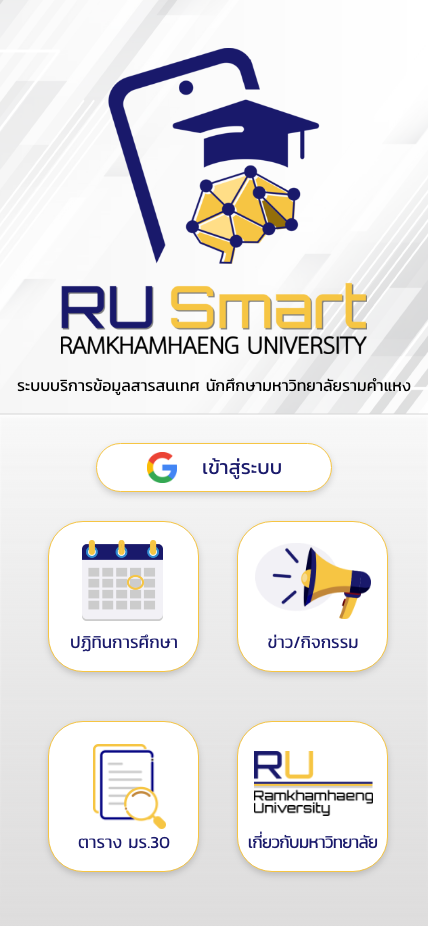 RU Smart
RAMKHAMHAENG UNIVERSITY
ระบบบริการข้อมูลสารสนเทศ นักศึกษามหาวิทยาลัยรามคำแหง
เข้าสู่ระบบ
ปฏิทินการศึกษา
ข่าว/กิจกรรม
ตาราง มร.30
RU
Ramkhamhaeng
University
เกี่ยวกับมหาวิทยาลัย